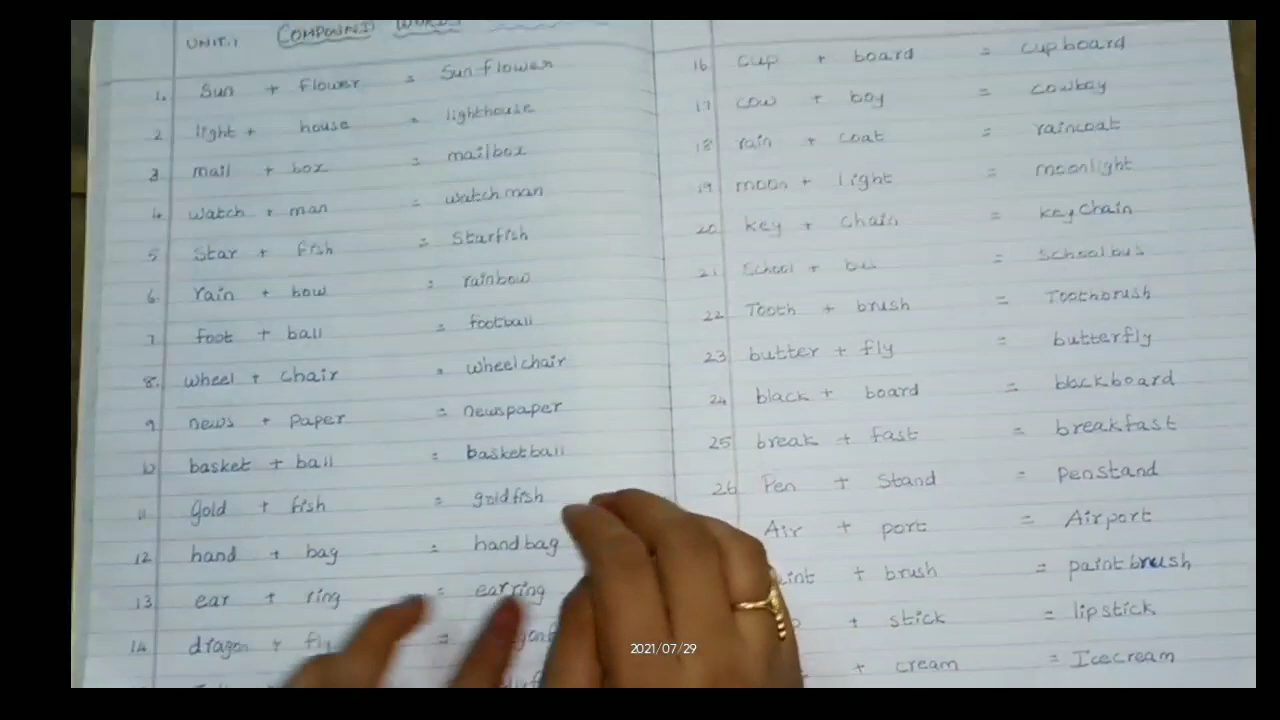 UNIT:1 COMPOUND WORDS
1. Sun + flower = Sunflower
2 light + house = lighthouse
3 mail + box = mailbox
4. watch + man = watchman
5 Star + fish = Starfish
6. rain + bow = rainbow
7 foot + ball = football
8. wheel + chair = wheelchair
9 news + paper = newspaper
10 basket + ball = basketball
11 gold + fish = goldfish
12 hand + bag = handbag
13 ear + ring = earring
14 dragon + fly =
16 cup + board = cupboard
17 cow + boy = cowboy
18 rain + coat = raincoat
19 moon + light = moonlight
20 key + chain = keychain
21 School + bus = Schoolbus
22 Tooth + brush = Toothbrush
23 butter + fly = butterfly
24 black + board = blackboard
25 break + fast = breakfast
26 Pen + Stand = penstand
Air + port = Airport
+ brush = paintbrush
+ stick = lipstick
+ cream = Icecream
2021/07/29